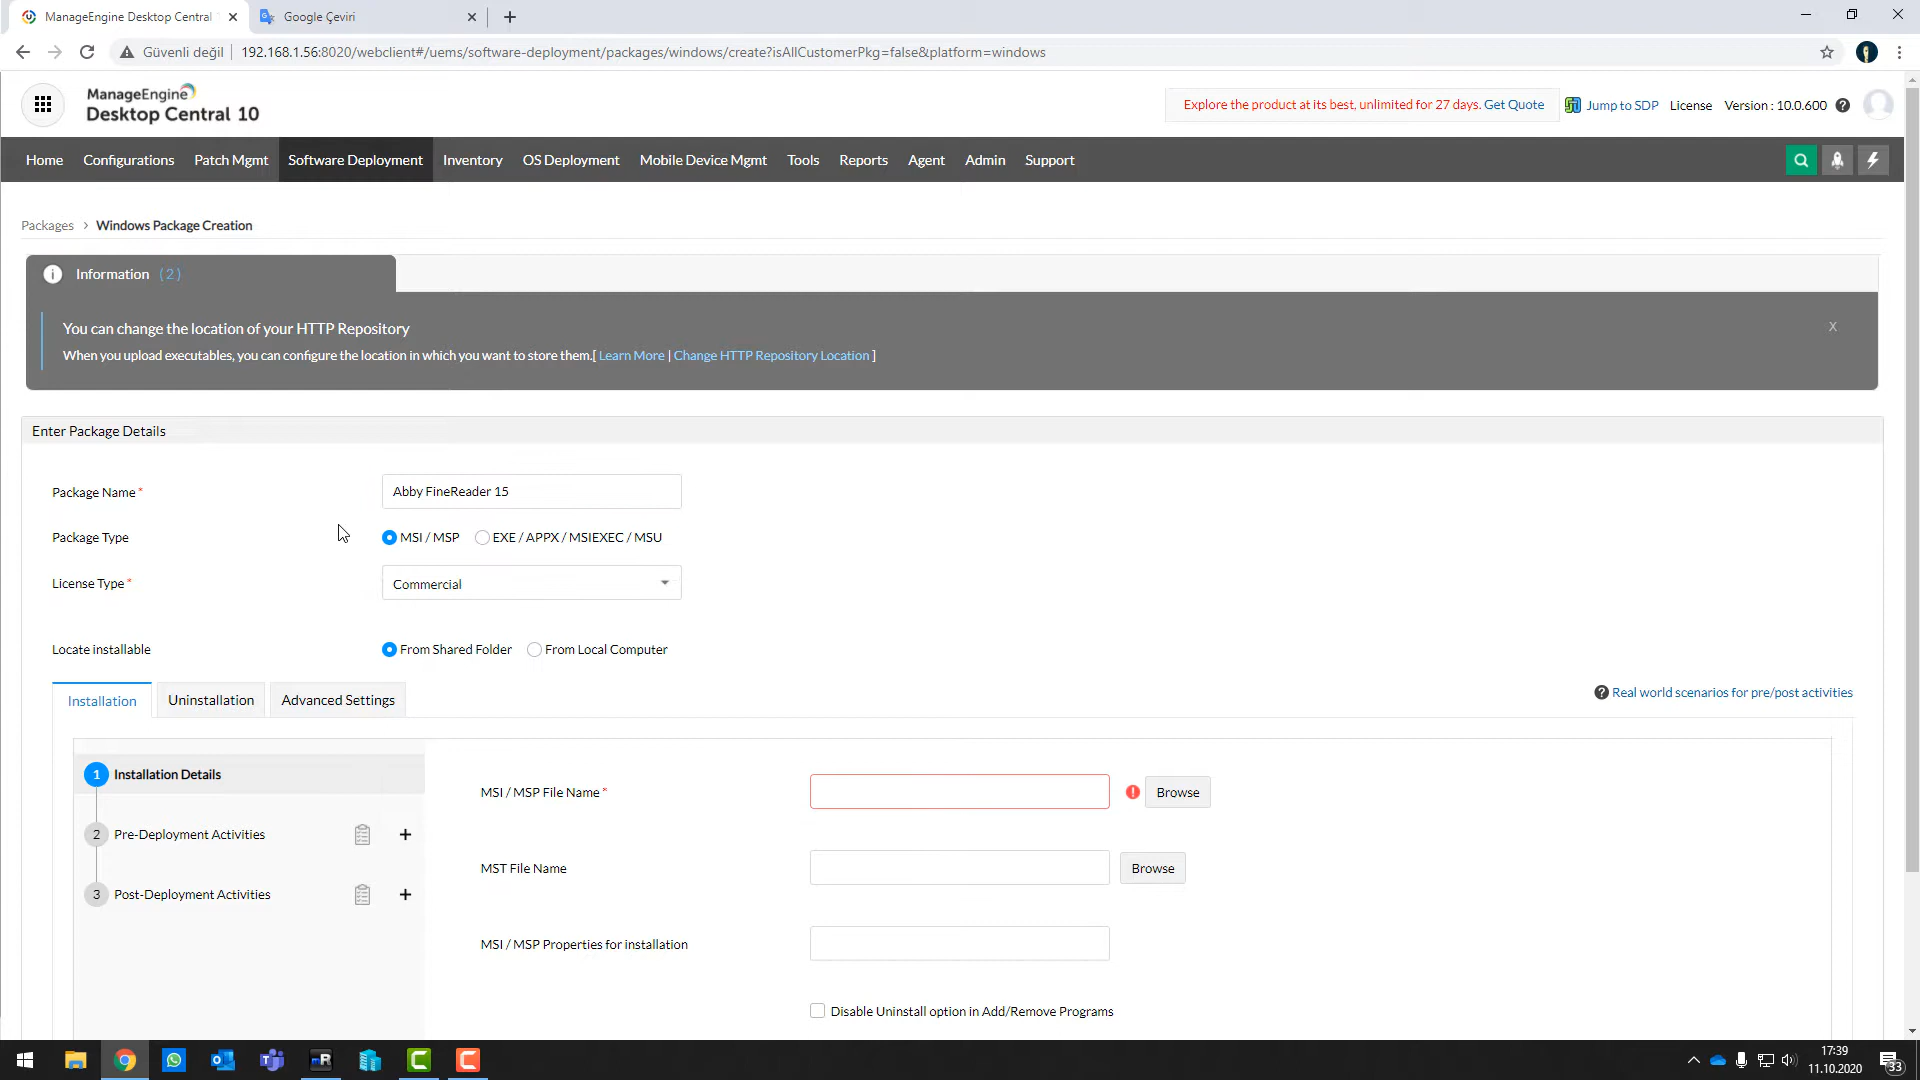 ManageEngine Desktop Central
Google Çeviri
Güvenli değil
192.168.1.56:8020/webclient#/uems/software-deployment/packages/windows/create?isAllCustomerPkg=false&platform=windows
ManageEngine
Desktop Central 10
Explore the product at its best, unlimited for 27 days. Get Quote
Jump to SDP
License
Version : 10.0.600
Home
Configurations
Patch Mgmt
Software Deployment
Inventory
OS Deployment
Mobile Device Mgmt
Tools
Reports
Agent
Admin
Support
Packages > Windows Package Creation
Information (2)
You can change the location of your HTTP Repository
X
When you upload executables, you can configure the location in which you want to store them.[ Learn More | Change HTTP Repository Location ]
Enter Package Details
Package Name *
Abby FineReader 15
Package Type
MSI / MSP
EXE / APPX / MSIEXEC / MSU
License Type *
Commercial
Locate installable
From Shared Folder
From Local Computer
Installation
Uninstallation
Advanced Settings
Real world scenarios for pre/post activities
1 Installation Details
2 Pre-Deployment Activities
3 Post-Deployment Activities
MSI / MSP File Name *
Browse
MST File Name
Browse
MSI / MSP Properties for installation
Disable Uninstall option in Add/Remove Programs
17:39
11.10.2020
33